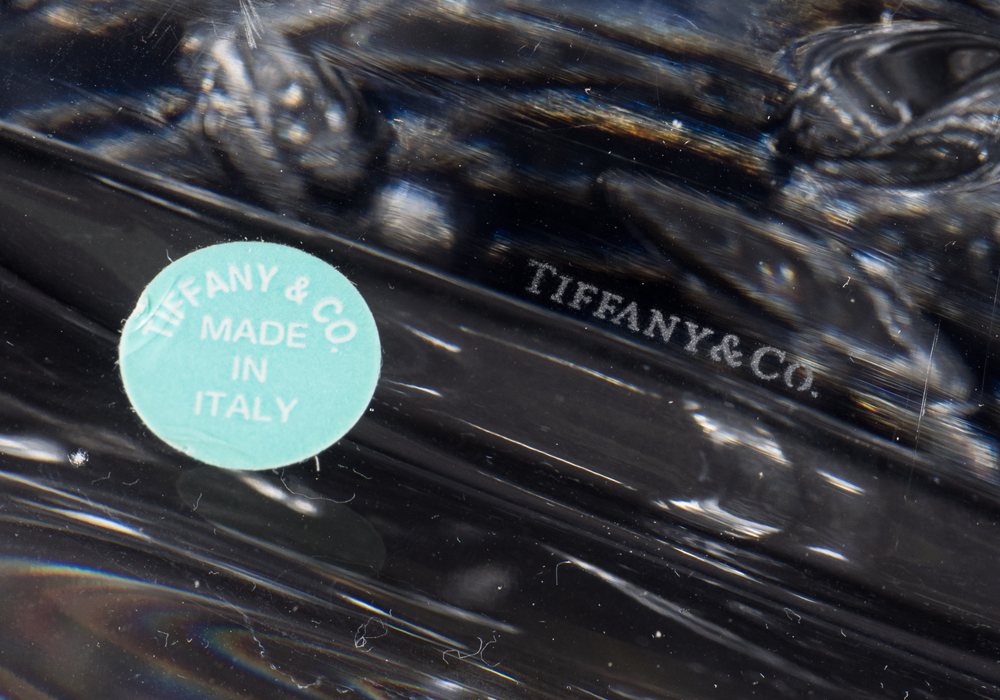 TIFFANY & CO.
MADE
IN
ITALY
TIFFANY&CO.